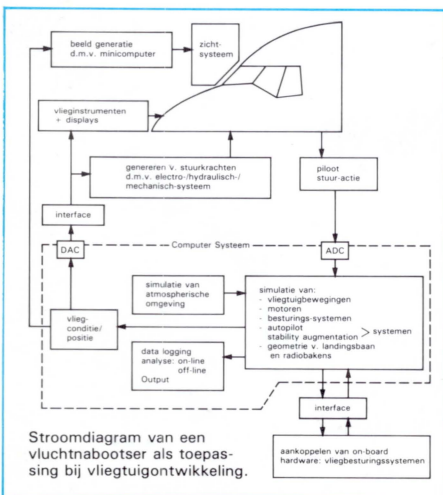 beeld generatie
d.m.v. minicomputer
zicht-
systeem
vlieginstrumenten
+ displays
genereren v. stuurkrachten
d.m.v. electro-/hydraulisch-/
mechanisch-systeem
piloot
stuur-actie
interface
DAC
Computer Systeem
ADC
simulatie van
atmosferische
omgeving
simulatie van:
- vliegtuigbewegingen
- motoren
- besturings-systemen
- autopilot
stability augmentation > systemen
- geometrie v. landingsbaan
en radiobakens
vlieg-
conditie/
positie
data logging
analyse: on-line
off-line
Output
interface
aankoppelen van on-board
hardware: vliegbesturingssystemen
Stroomdiagram van een
vluchtnabootser als toepas-
sing bij vliegtuigontwikkeling.